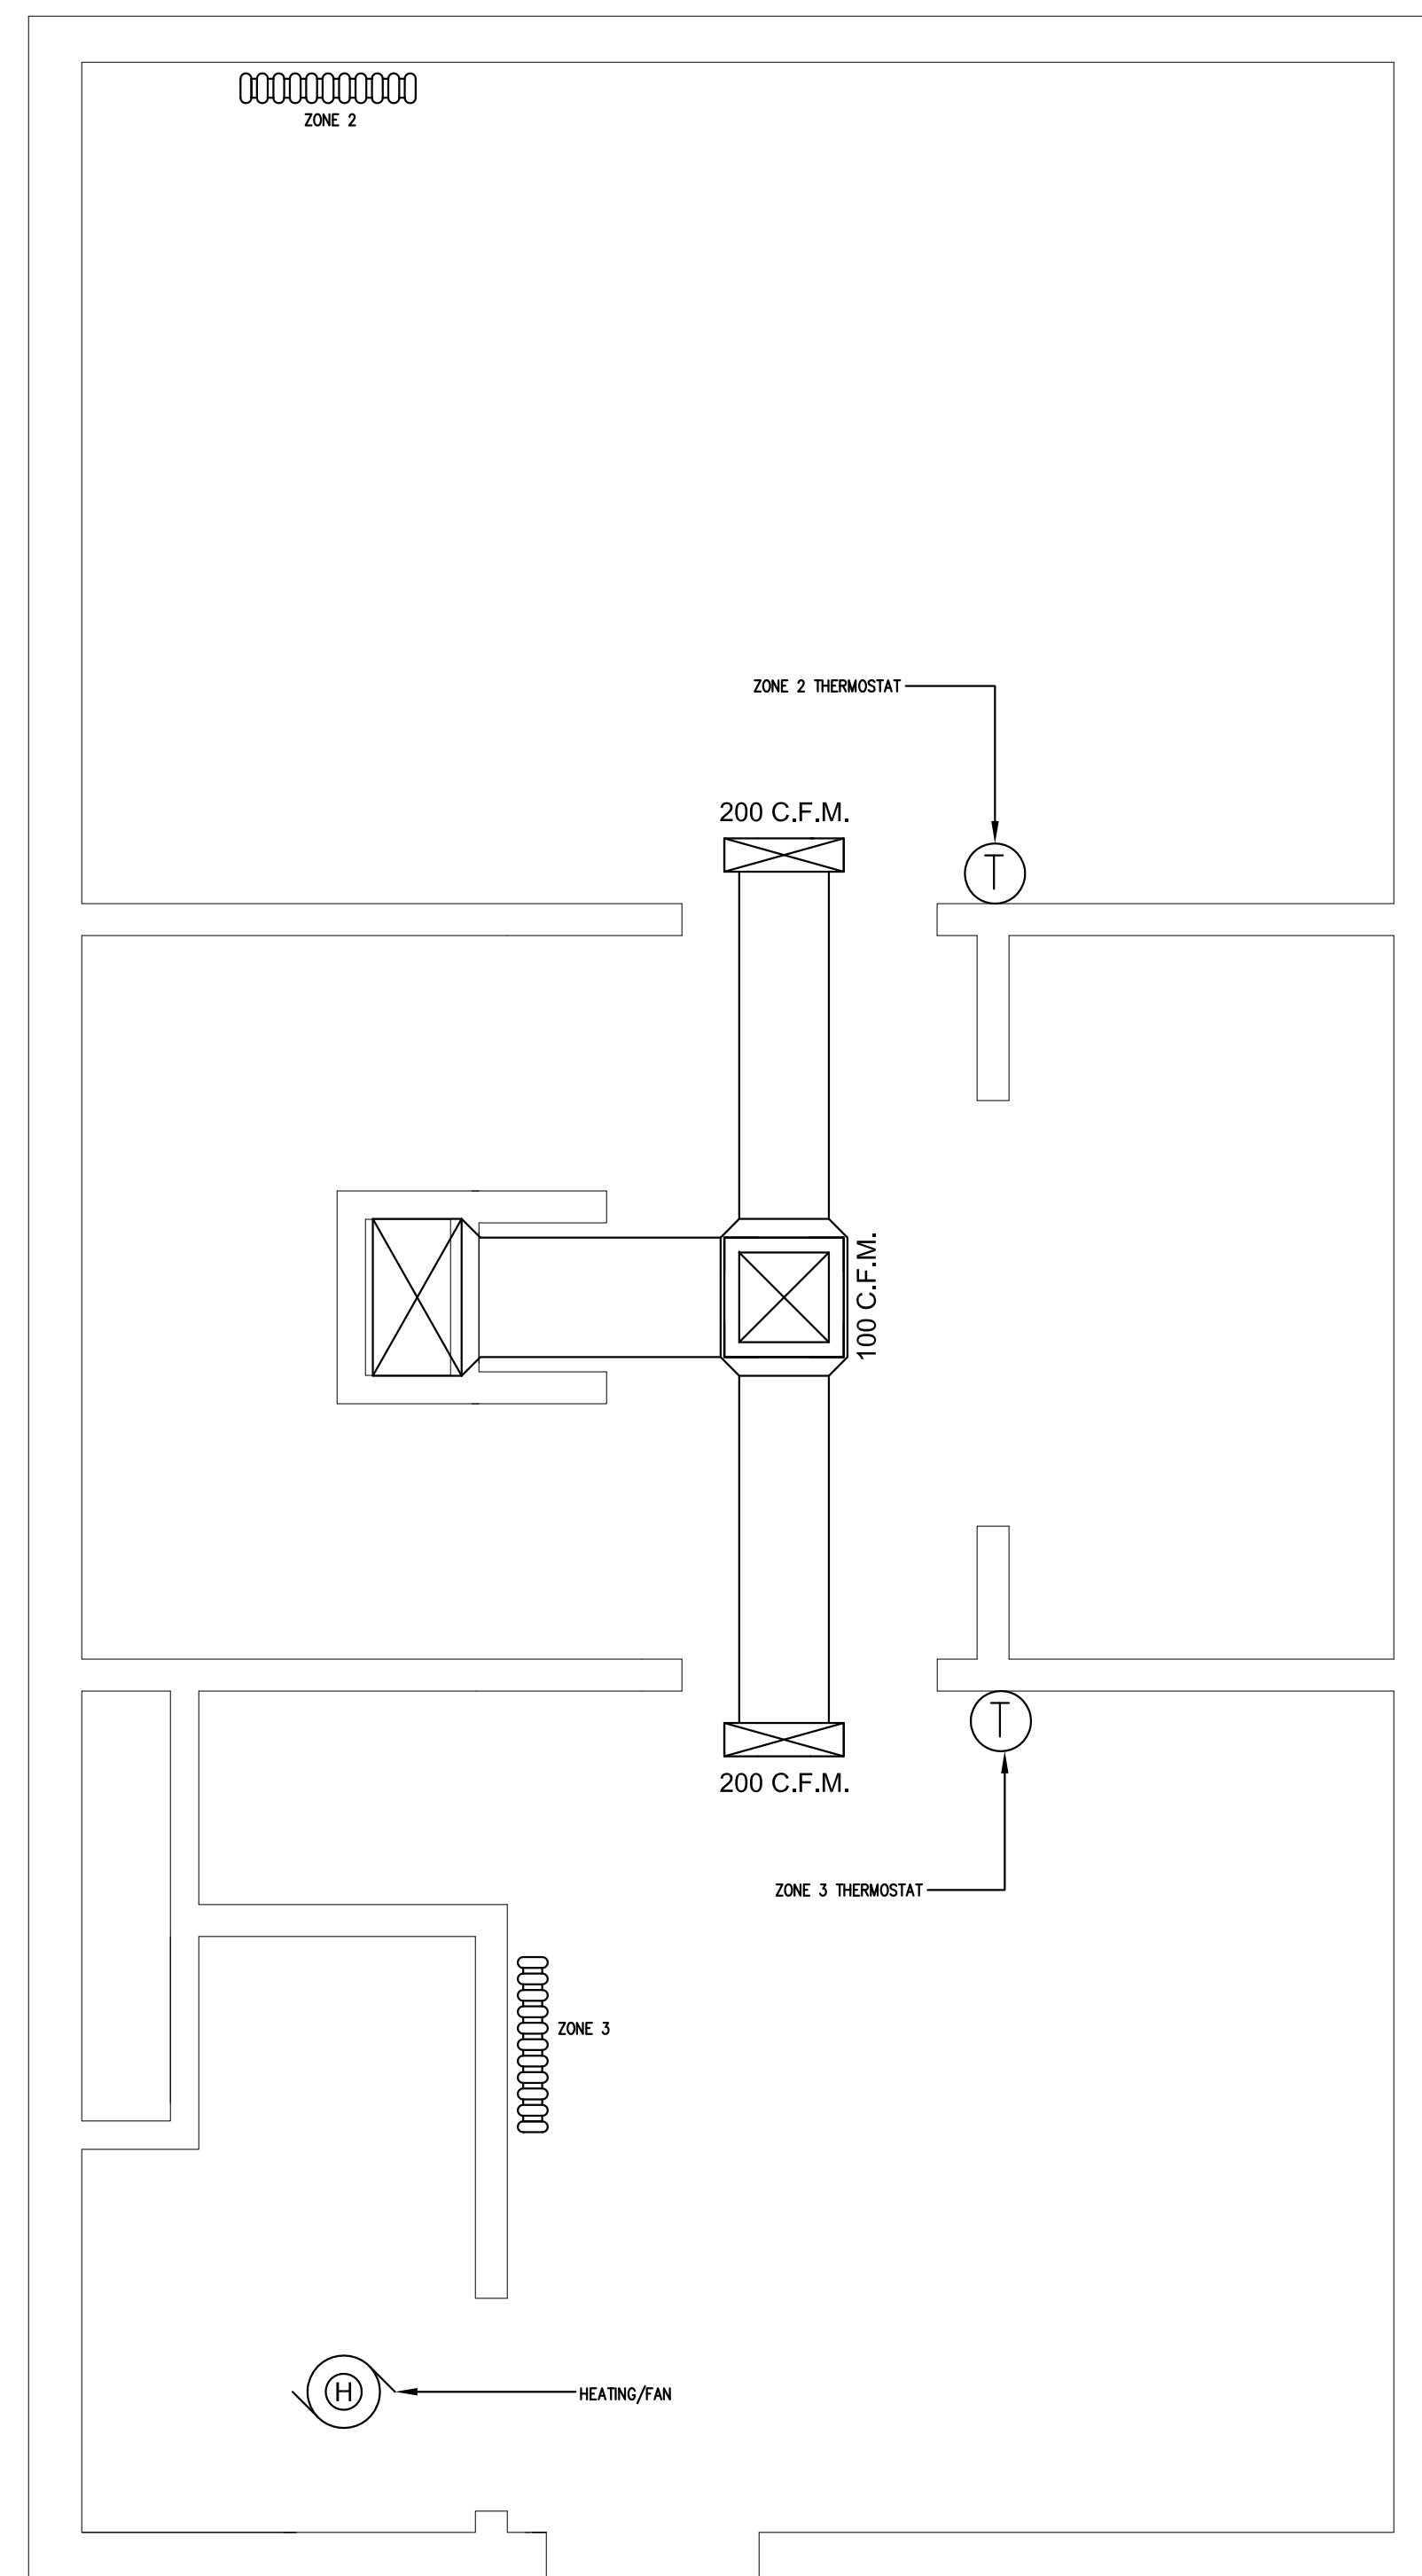 ZONE 2
ZONE 2 THERMOSTAT
T
200 C.F.M.
100 C.F.M.
T
200 C.F.M.
ZONE 3 THERMOSTAT
ZONE 3
H
HEATING/FAN